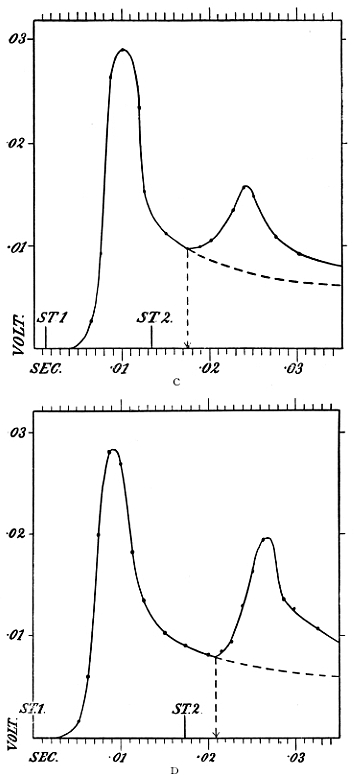 ·03
·02
·01
ST.1 ST.2.
VOLT.
SEC. ·01 ·02 ·03
C
·03
·02
·01
ST.1. ST.2.
VOLT.
SEC. ·01 ·02 ·03
D